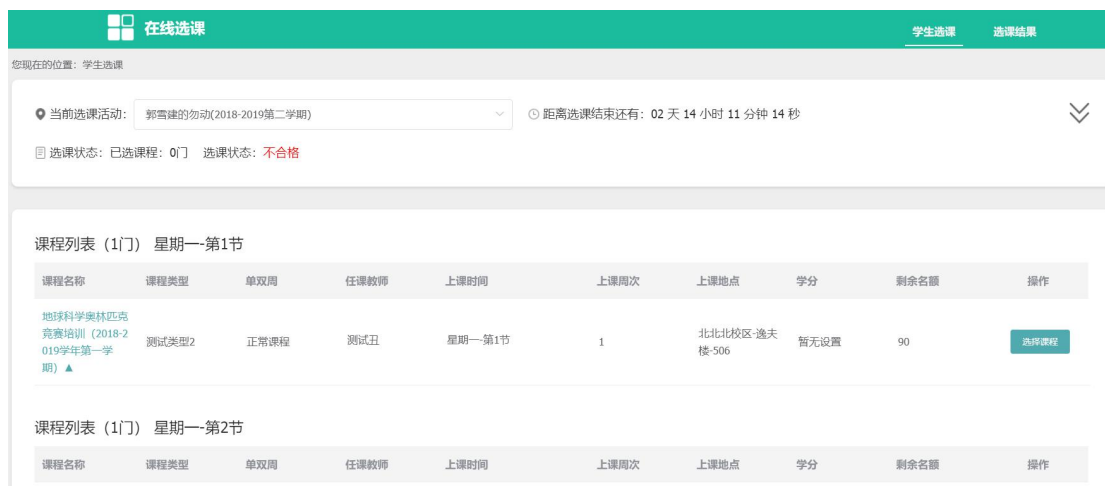 在线选课
学生选课 选课结果
您现在的位置：学生选课
当前选课活动： 郭雪建的勿动(2018-2019第二学期) 距离选课结束还有：02 天 14 小时 11 分钟 14 秒
选课状态：已选课程：0门 选课状态：不合格
课程列表（1门） 星期一-第1节
课程名称 课程类型 单双周 任课教师 上课时间 上课周次 上课地点 学分 剩余名额 操作
地球科学奥林匹克
竞赛培训（2018-2
019学年第一学
期）▲
测试类型2 正常课程 测试丑 星期一-第1节 1
北北北校区-逸夫
楼-506
暂无设置 90 选择课程
课程列表（1门） 星期一-第2节
课程名称 课程类型 单双周 任课教师 上课时间 上课周次 上课地点 学分 剩余名额 操作